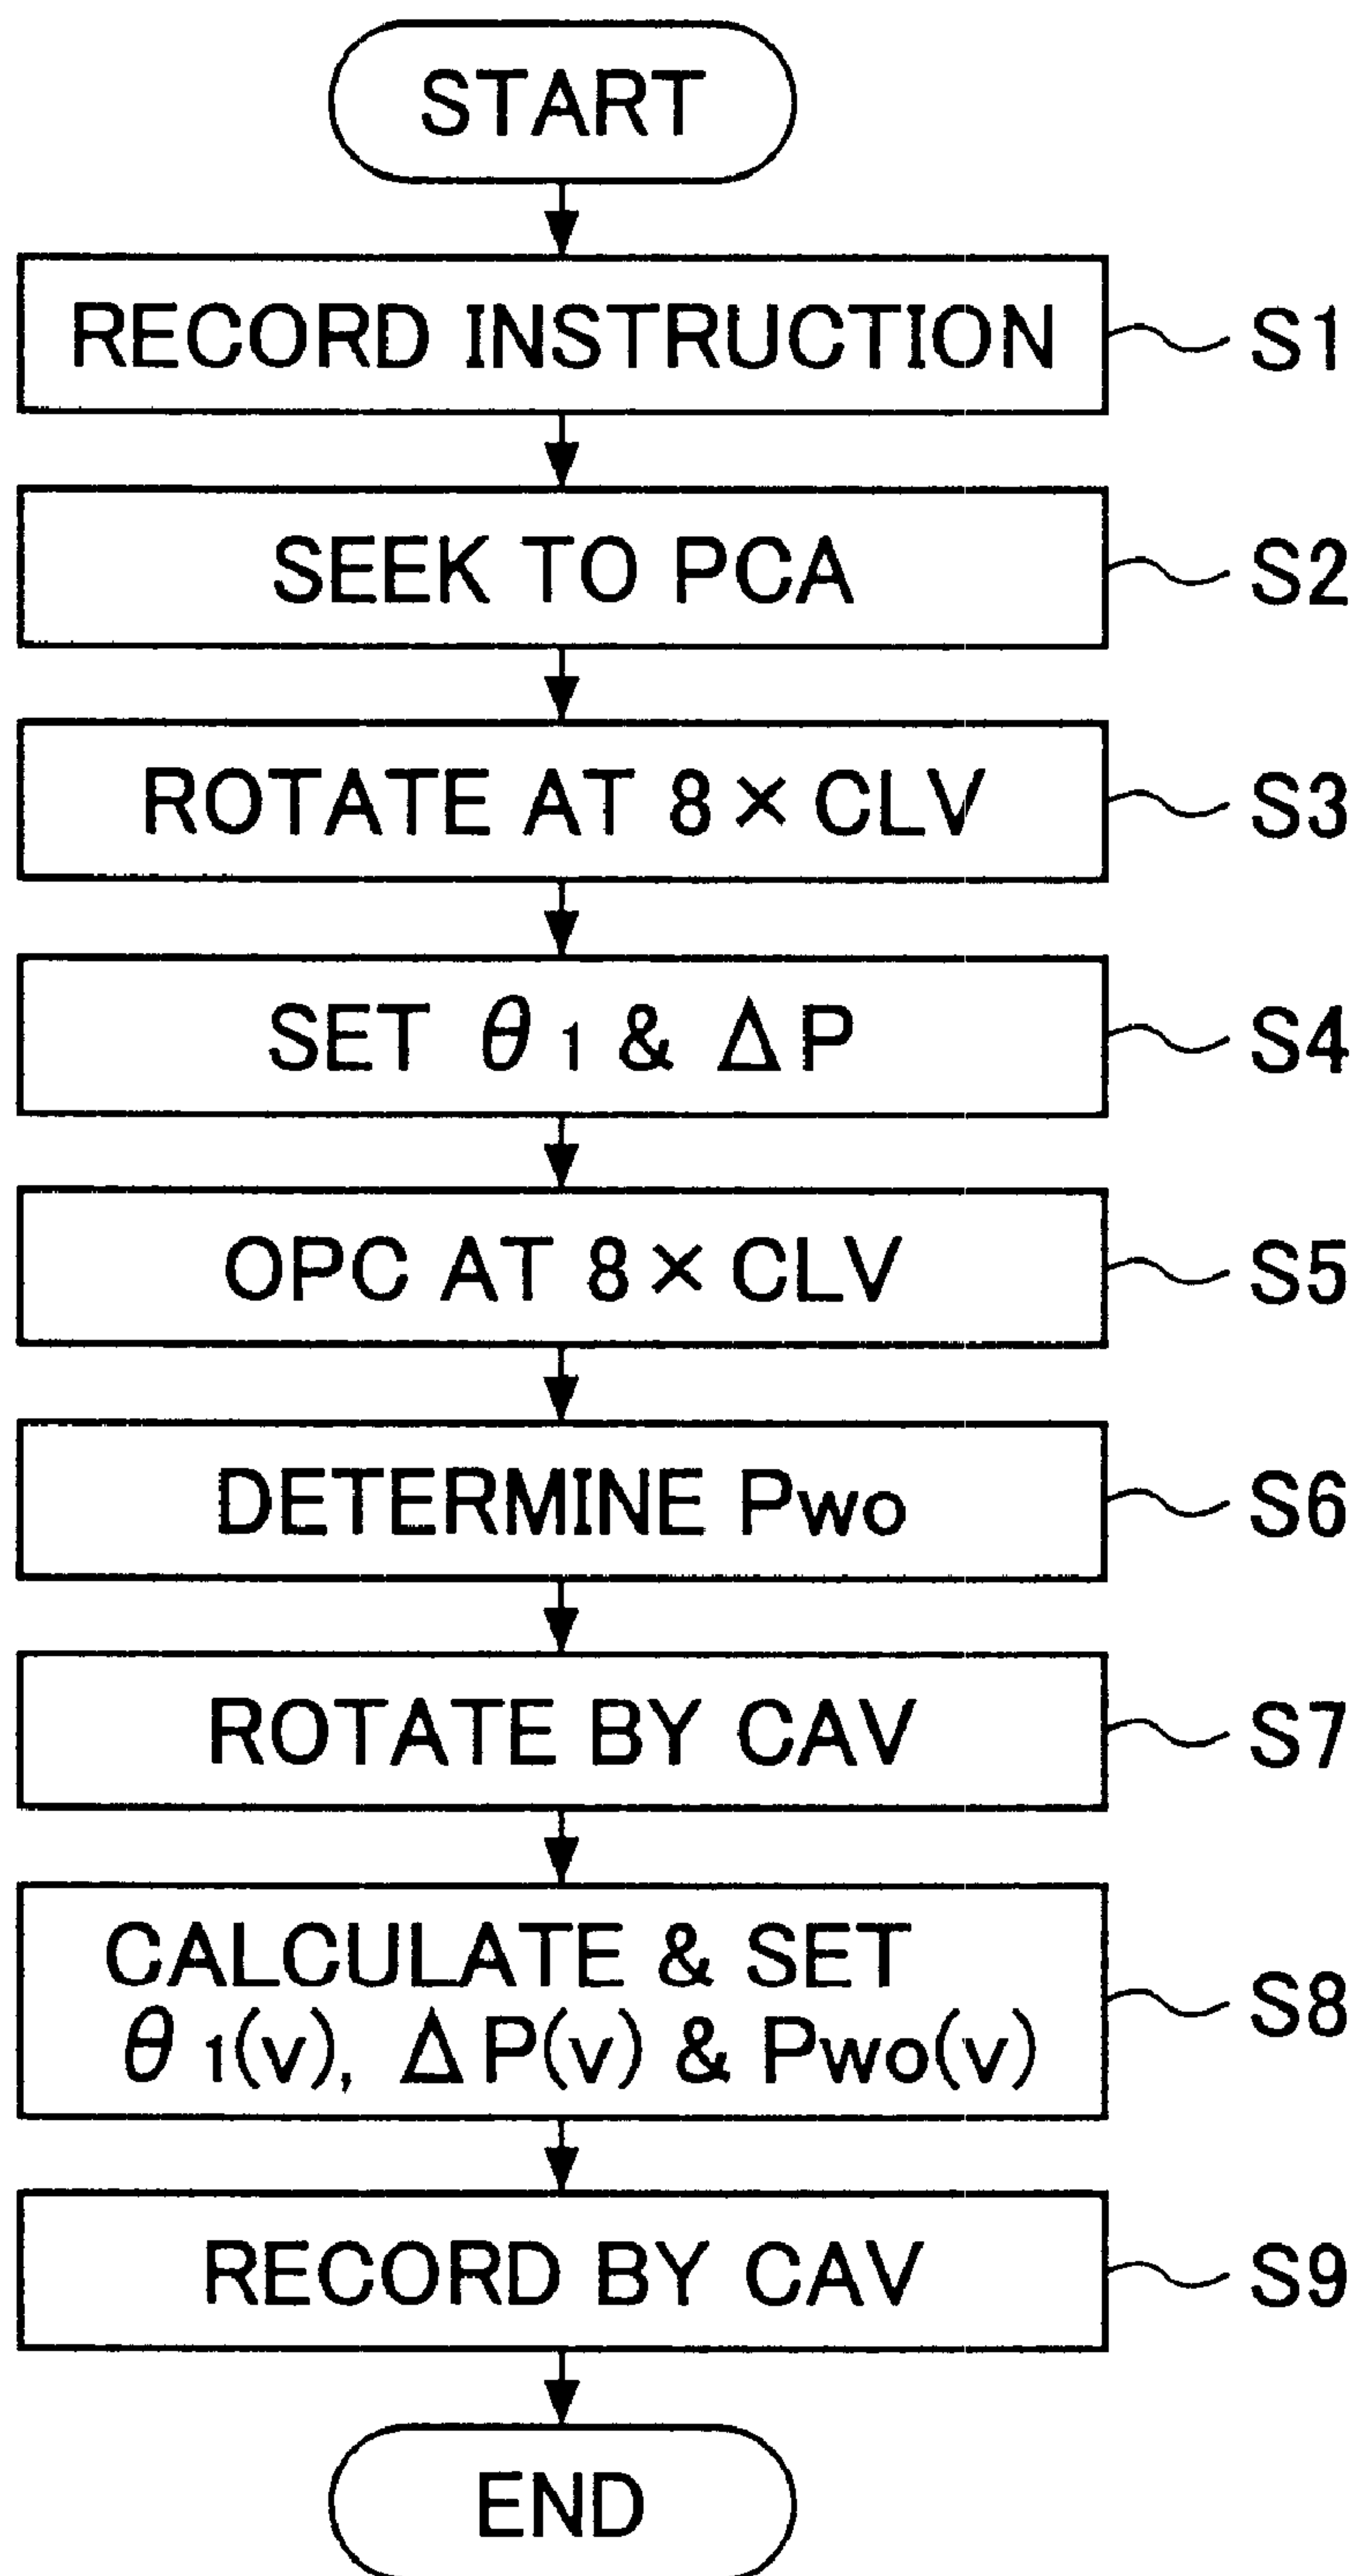 START
RECORD INSTRUCTION S1
SEEK TO PCA S2
ROTATE AT 8×CLV S3
SET θ1 & ΔP S4
OPC AT 8×CLV S5
DETERMINE Pwo S6
ROTATE BY CAV S7
CALCULATE & SET
θ1(v), ΔP(v) & Pwo(v) S8
RECORD BY CAV S9
END